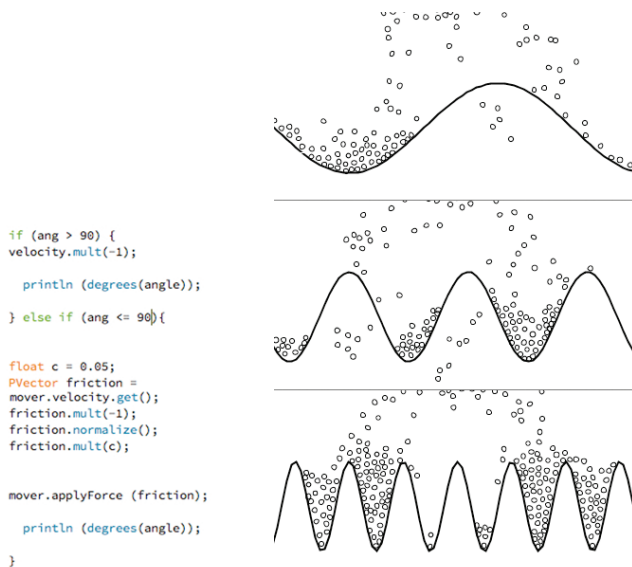 if (ang > 90) {
velocity.mult(-1);
println (degrees(angle));
} else if (ang <= 90){
float c = 0.05;
PVector friction =
mover.velocity.get();
friction.mult(-1);
friction.normalize();
friction.mult(c);
mover.applyForce (friction);
println (degrees(angle));
}